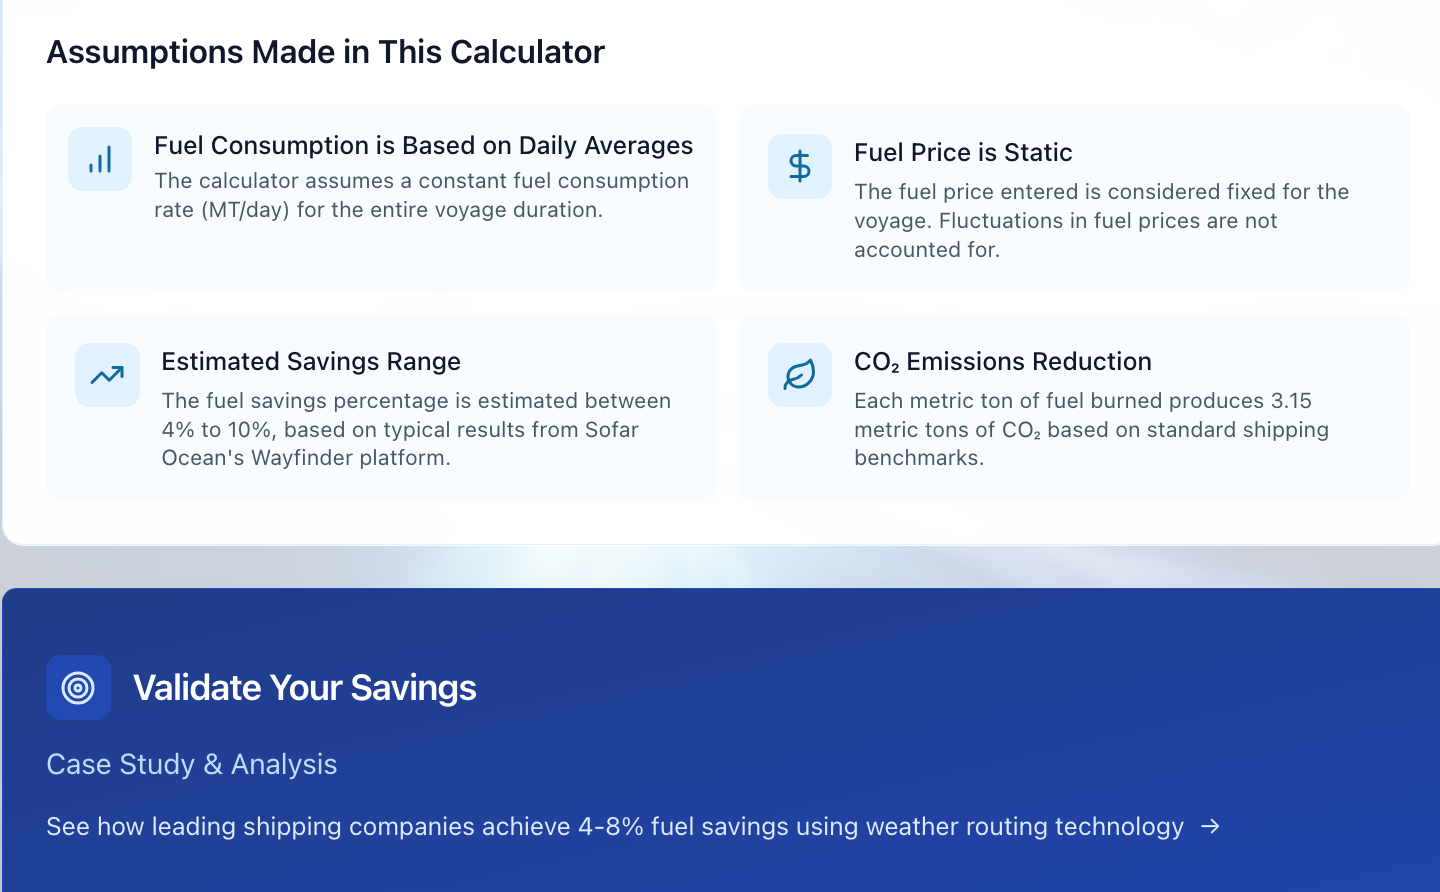 Assumptions Made in This Calculator
Fuel Consumption is Based on Daily Averages
The calculator assumes a constant fuel consumption
rate (MT/day) for the entire voyage duration.
Fuel Price is Static
The fuel price entered is considered fixed for the
voyage. Fluctuations in fuel prices are not
accounted for.
Estimated Savings Range
The fuel savings percentage is estimated between
4% to 10%, based on typical results from Sofar
Ocean's Wayfinder platform.
CO₂ Emissions Reduction
Each metric ton of fuel burned produces 3.15
metric tons of CO₂ based on standard shipping
benchmarks.
Validate Your Savings
Case Study & Analysis
See how leading shipping companies achieve 4-8% fuel savings using weather routing technology →